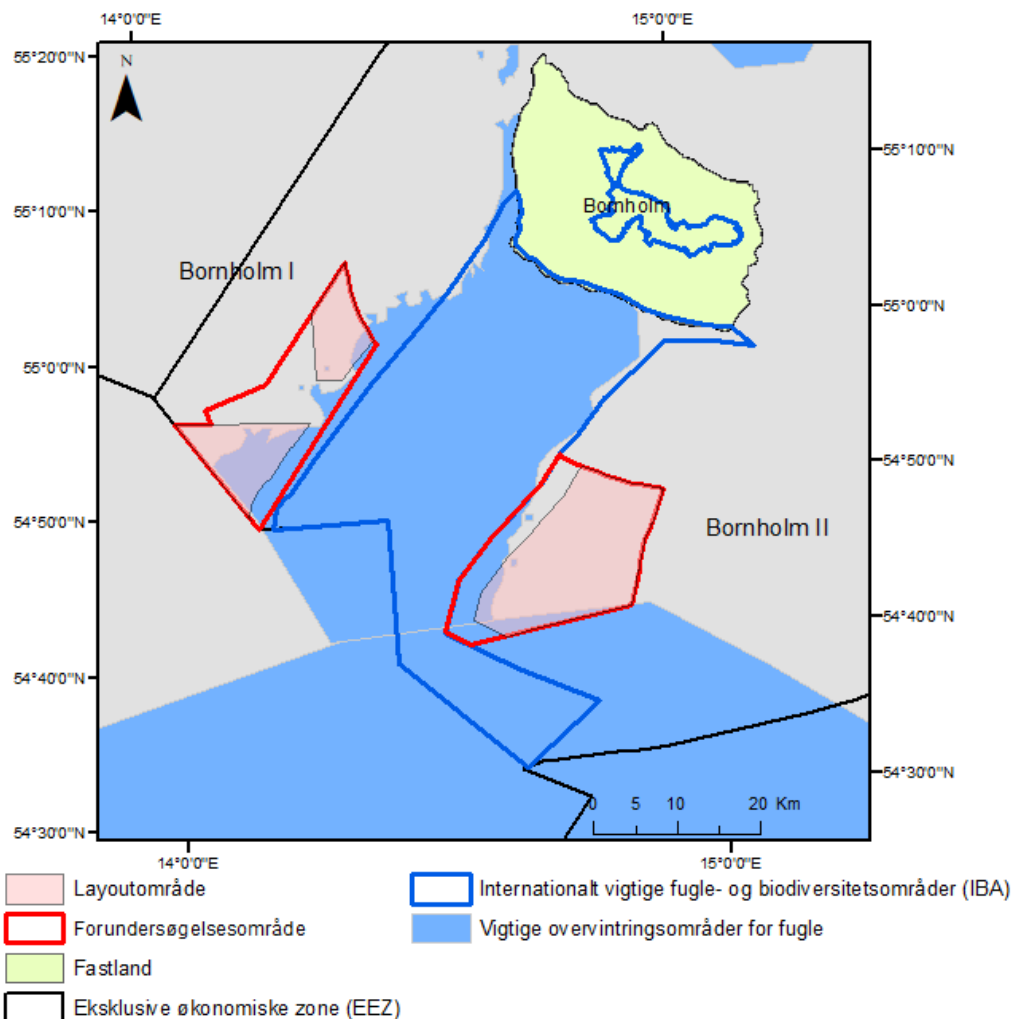 14°0'0"E 15°0'0"E
55°20'0"N
N
55°10'0"N
Bornholm
55°10'0"N
Bornholm I
55°0'0"N
55°0'0"N
54°50'0"N
54°50'0"N
Bornholm II
54°40'0"N
54°40'0"N
54°30'0"N
0 5 10 20 Km
54°30'0"N
14°0'0"E 15°0'0"E
Layoutområde
Internationalt vigtige fugle- og biodiversitetsområder (IBA)
Forundersøgelsesområde
Vigtige overvintringsområder for fugle
Fastland
Eksklusive økonomiske zone (EEZ)